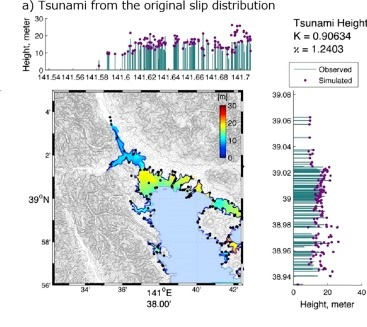 a) Tsunami from the original slip distribution
Height, meter
30
20
10
0
141.54 141.56 141.58 141.6 141.62 141.64 141.66 141.68 141.7
Tsunami Height
K = 0.90634
ϰ = 1.2403
Observed
Simulated
[m]
30
20
10
0
4'
2'
39°N
58'
56'
34'
36'
141°E
38.00'
40'
42'
39.08
39.06
39.04
39.02
39
38.98
38.96
38.94
0 20 40
Height, meter